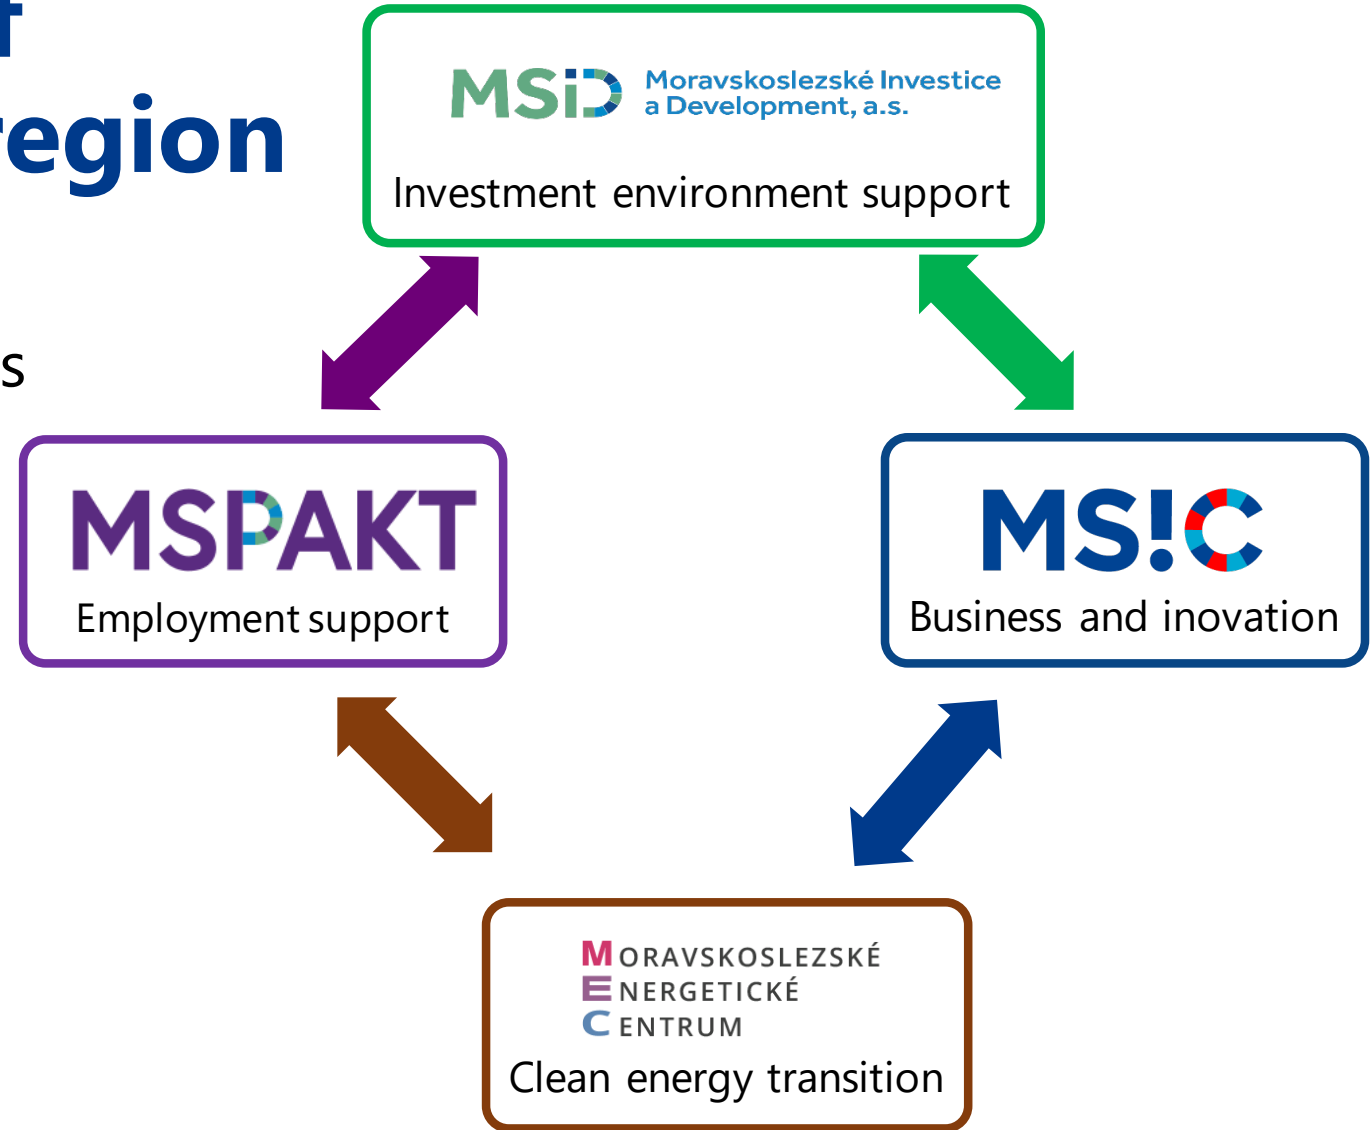 region
MSiD Moravskoslezské Investice
a Development, a.s.
Investment environment support
s
MSPAKT
Employment support
MS!C
Business and inovation
MORAVSKOSLEZSKÉ
ENERGETICKÉ
CENTRUM
Clean energy transition